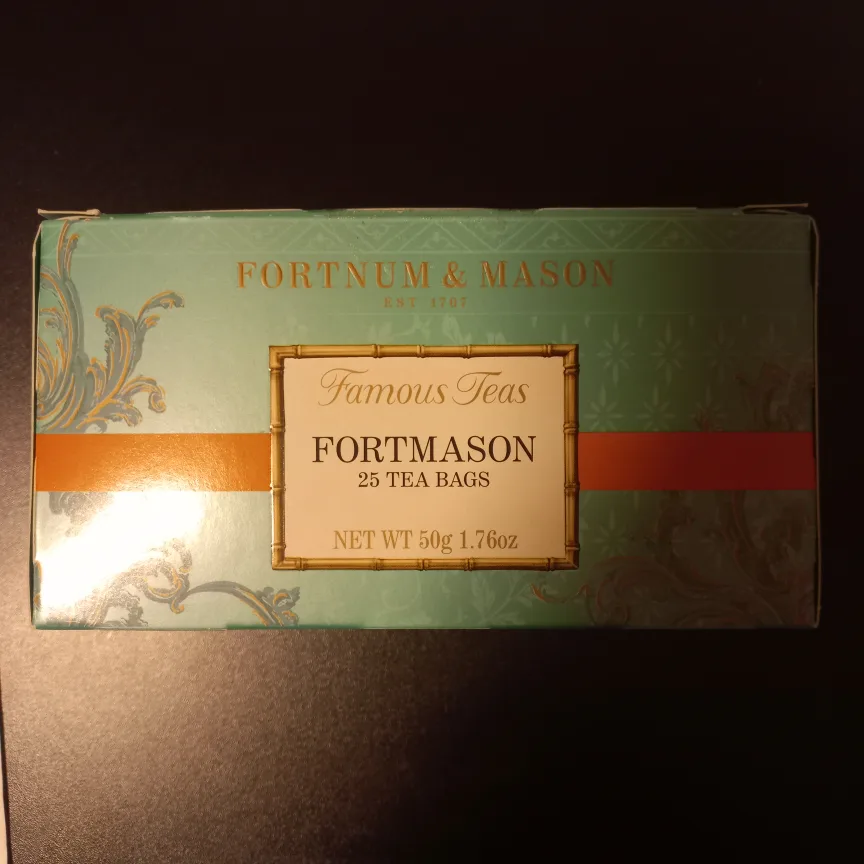 FORTNUM & MASON
EST 1707
Famous Teas
FORTMASON
25 TEA BAGS
NET WT 50g 1.76oz